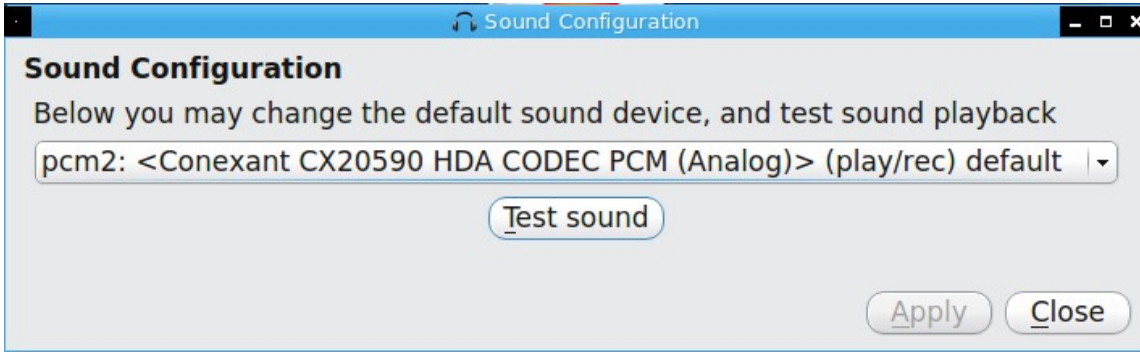 Sound Configuration
Sound Configuration
Below you may change the default sound device, and test sound playback
pcm2: <Conexant CX20590 HDA CODEC PCM (Analog)> (play/rec) default
Test sound
Apply Close